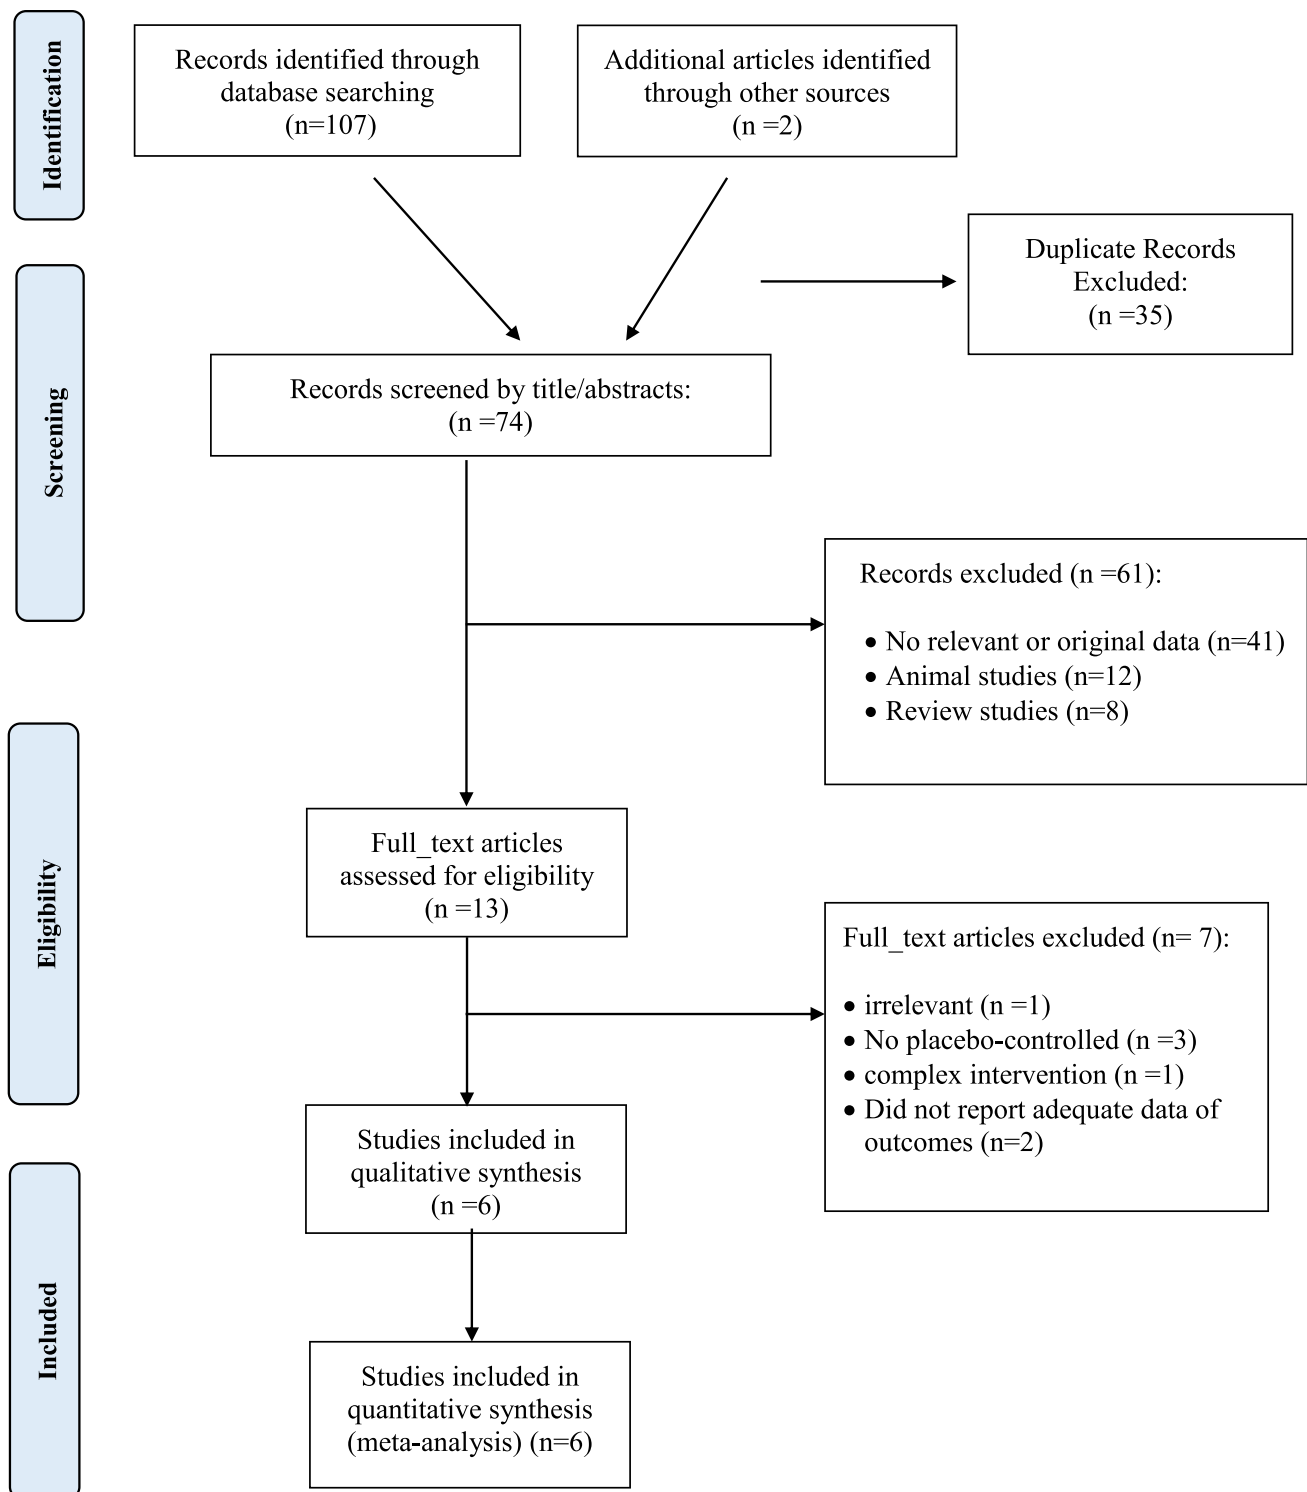 Identification
Records identified through
database searching
(n=107)
Additional articles identified
through other sources
(n =2)
Duplicate Records
Excluded:
(n =35)
Screening
Records screened by title/abstracts:
(n =74)
Records excluded (n =61):
• No relevant or original data (n=41)
• Animal studies (n=12)
• Review studies (n=8)
Eligibility
Full_text articles
assessed for eligibility
(n =13)
Full_text articles excluded (n= 7):
• irrelevant (n =1)
• No placebo-controlled (n =3)
• complex intervention (n =1)
• Did not report adequate data of
outcomes (n=2)
Studies included in
qualitative synthesis
(n =6)
Included
Studies included in
quantitative synthesis
(meta-analysis) (n=6)